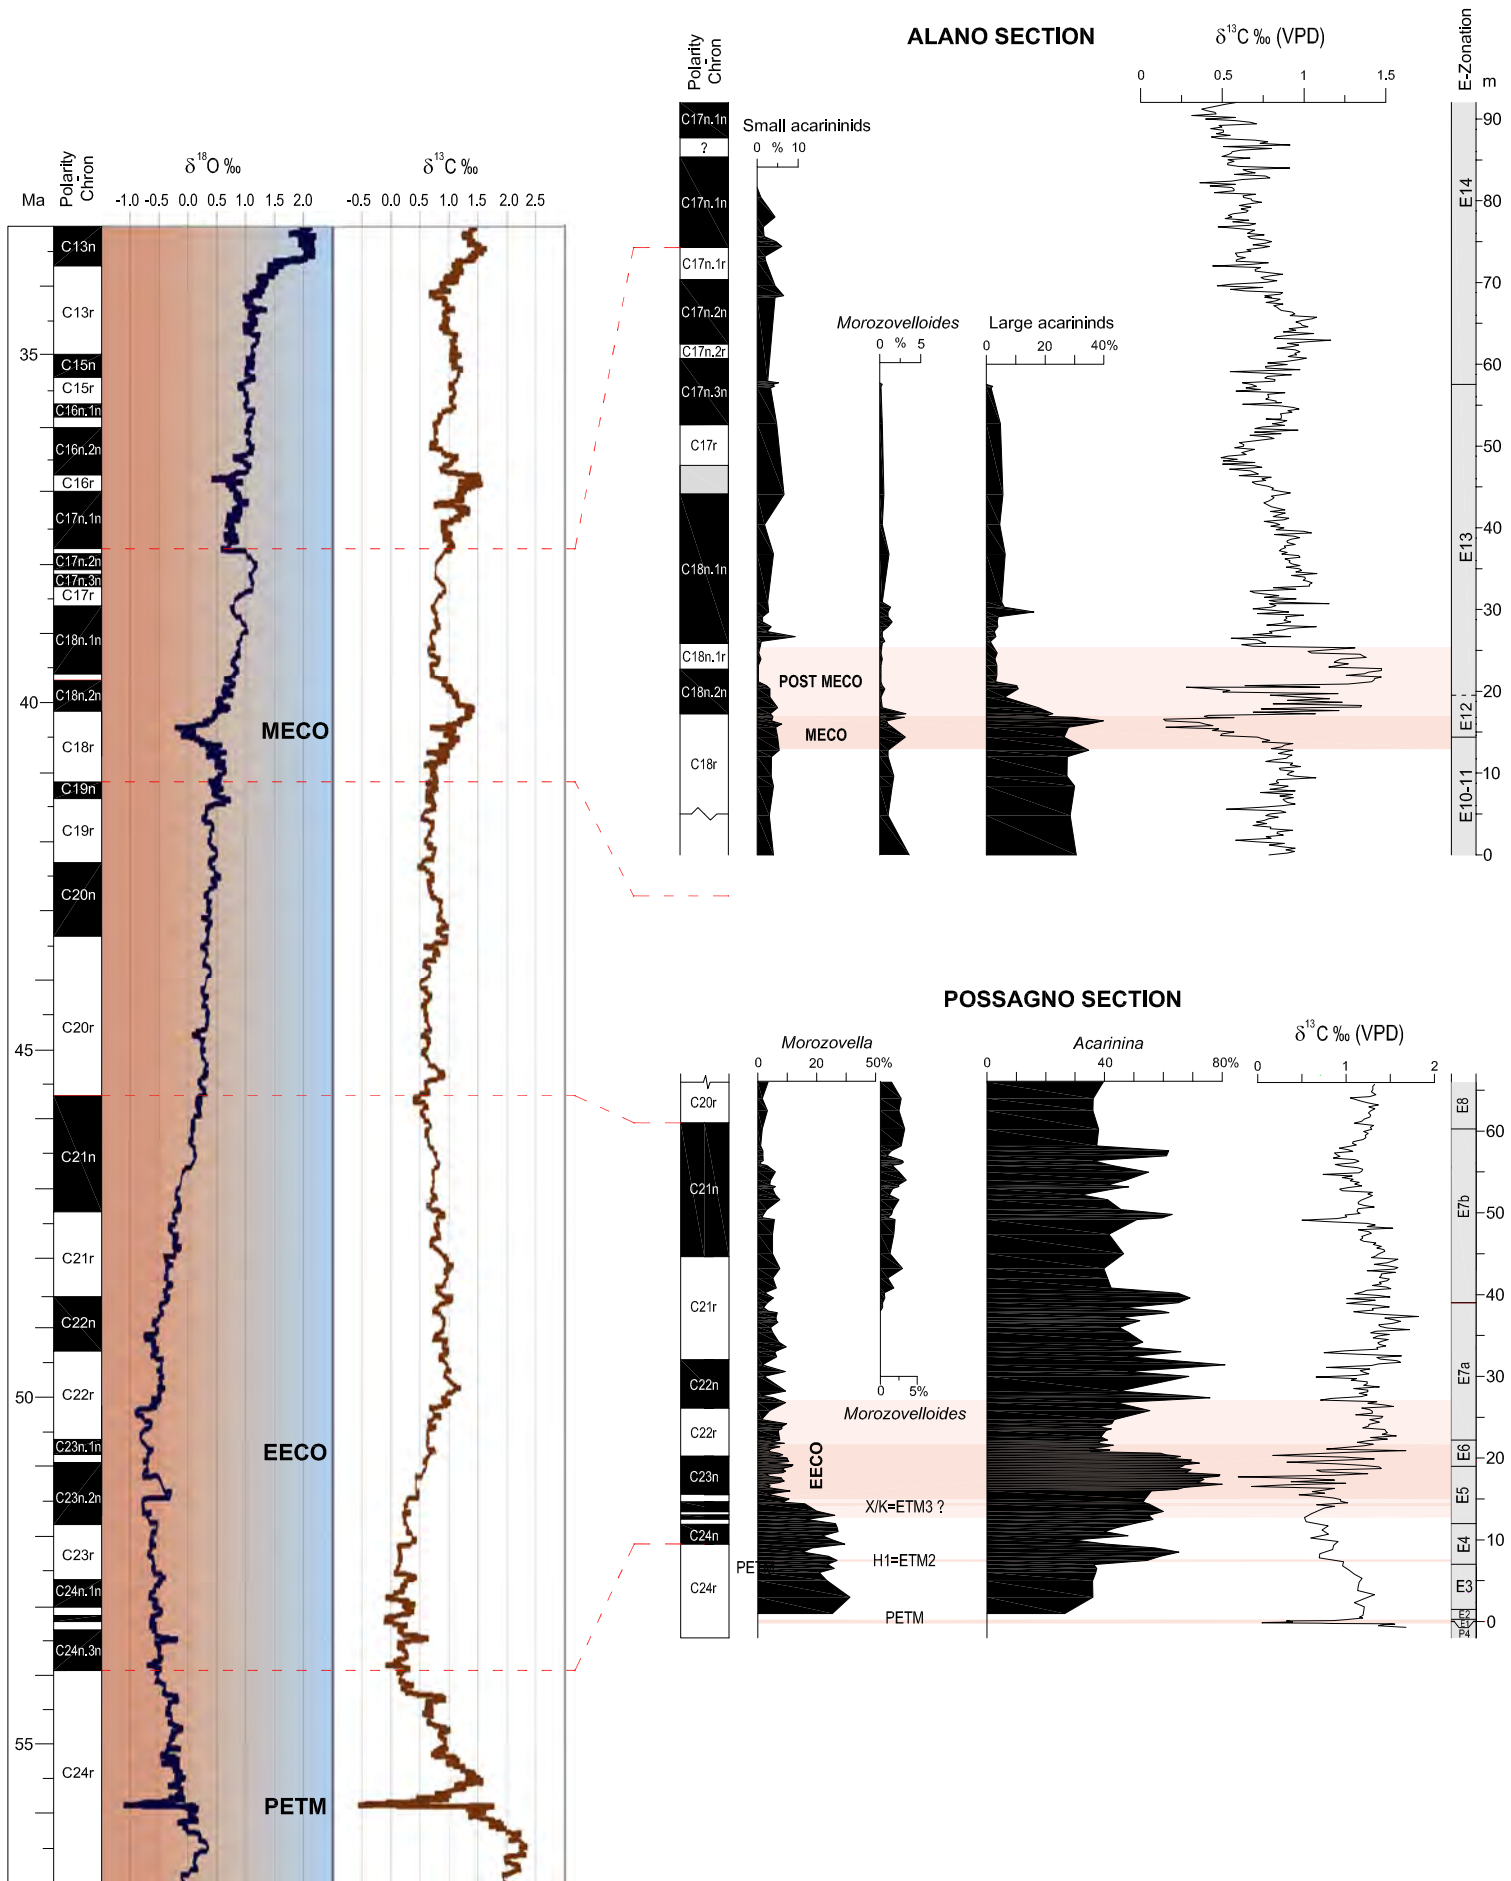 Ma
Polarity Chron
δ18O ‰
-1.0 -0.5 0.0 0.5 1.0 1.5 2.0
δ13C ‰
-0.5 0.0 0.5 1.0 1.5 2.0 2.5
35
40
45
50
55
C13n
C13r
C15n
C15r
C16n.1n
C16n.2n
C16r
C17n.1n
C17n.2n
C17n.3n
C17r
C18n.1n
C18n.2n
C18r
C19n
C19r
C20n
C20r
C21n
C21r
C22n
C22r
C23n.1n
C23n.2n
C23r
C24n.1n
C24n.3n
C24r
MECO
EECO
PETM
ALANO SECTION
Polarity Chron
C17n.1n
?
C17n.1n
C17n.1r
C17n.2n
C17n.2r
C17n.3n
C17r
C18n.1n
C18n.1r
C18n.2n
C18r
Small acarininids
0 % 10
Morozovelloides
0 % 5
Large acarininds
0 20 40%
δ13C ‰ (VPD)
0 0.5 1 1.5
E-Zonation
m
E14
E13
E12
E10-11
90
80
70
60
50
40
30
20
10
0
POST MECO
MECO
POSSAGNO SECTION
C20r
C21n
C21r
C22n
C22r
C23n
C24n
C24r
Morozovella
0 20 50%
Acarinina
0 40 80%
δ13C ‰ (VPD)
0 1 2
0 5%
Morozovelloides
EECO
X/K=ETM3 ?
H1=ETM2
PETM
E8
E7b
E7a
E6
E5
E4
E3
E2
E1
P4
60
50
40
30
20
10
0